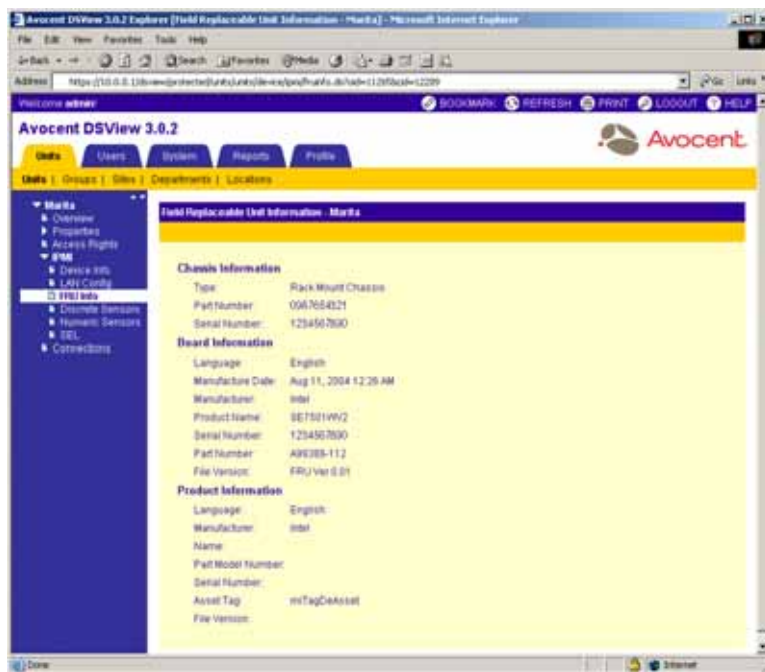 Avocent DSView 3.0.2 Explorer [Field Replaceable Unit Information - Marita] - Microsoft Internet Explorer
File Edit View Favorites Tools Help
Back Search Favorites Media
Address Go Links
Welcome admin BOOKMARK REFRESH PRINT LOGOUT HELP
Avocent DSView 3.0.2
Avocent
Units Users System Reports Profile
Units | Groups | Sites | Departments | Locations
Marita
Overview
Properties
Access Rights
IPMI
Device Info
LAN Config
FRU Info
Discrete Sensors
Numeric Sensors
SEL
Connections
Field Replaceable Unit Information - Marita
Chassis Information
Type: Rack Mount Chassis
Part Number: 0987654321
Serial Number: 1234567890
Board Information
Language: English
Manufacture Date: Aug 11, 2004 12:26 AM
Manufacturer: Intel
Product Name: SE7501WV2
Serial Number: 1234567890
Part Number:
File Version: FRU Ver 0.01
Product Information
Language: English
Manufacturer: Intel
Name:
Part Model Number:
Serial Number:
Asset Tag: miTagDeAsset
File Version:
Done Internet